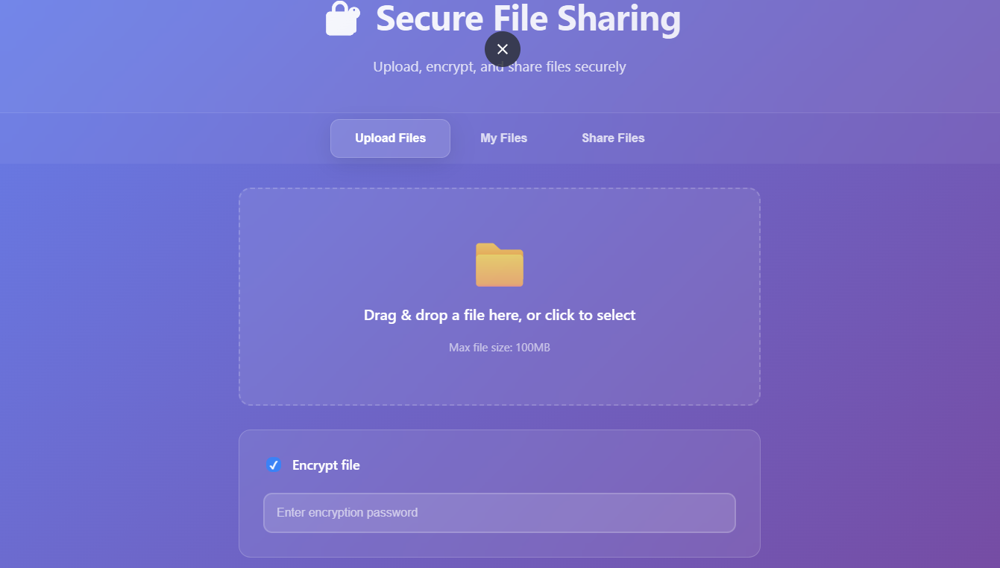 Secure File Sharing
Upload, encrypt, and share files securely
Upload Files
My Files
Share Files
Drag & drop a file here, or click to select
Max file size: 100MB
Encrypt file
Enter encryption password